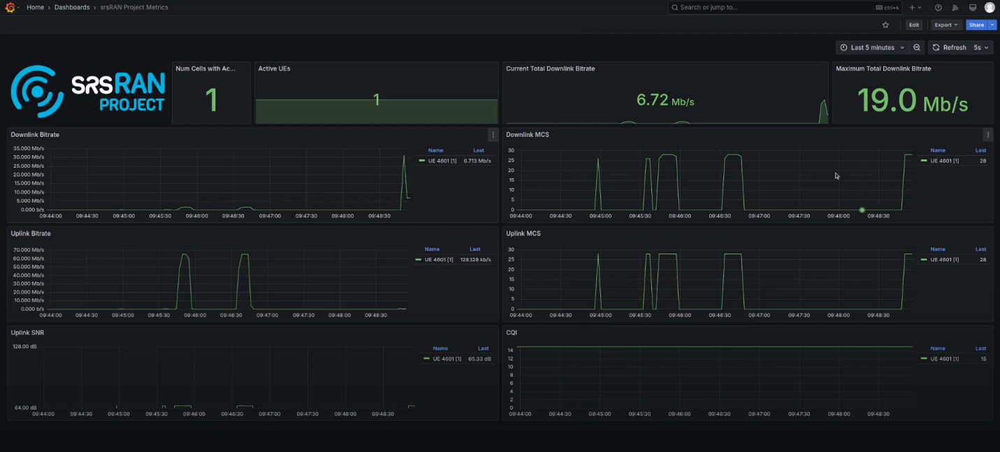 Home › Dashboards › srsRAN Project Metrics
Search or jump to...
ctrl+k
Edit
Export
Share
Last 5 minutes
Refresh
5s
srsRAN
PROJECT
Num Cells with Ac...
1
Active UEs
1
Current Total Downlink Bitrate
6.72 Mb/s
Maximum Total Downlink Bitrate
19.0 Mb/s
Downlink Bitrate
35.000 Mb/s
30.000 Mb/s
25.000 Mb/s
20.000 Mb/s
15.000 Mb/s
10.000 Mb/s
5.000 Mb/s
0.000 b/s
09:44:00 09:44:30 09:45:00 09:45:30 09:46:00 09:46:30 09:47:00 09:47:30 09:48:00 09:48:30
Name Last
UE 4601 [1] 6.713 Mb/s
Downlink MCS
30
25
20
15
10
5
0
09:44:00 09:44:30 09:45:00 09:45:30 09:46:00 09:46:30 09:47:00 09:47:30 09:48:00 09:48:30
Name Last
UE 4601 [1] 28
Uplink Bitrate
70.000 Mb/s
60.000 Mb/s
50.000 Mb/s
40.000 Mb/s
30.000 Mb/s
20.000 Mb/s
10.000 Mb/s
0.000 b/s
09:44:00 09:44:30 09:45:00 09:45:30 09:46:00 09:46:30 09:47:00 09:47:30 09:48:00 09:48:30
Name Last
UE 4601 [1] 128.128 kb/s
Uplink MCS
30
25
20
15
10
5
0
09:44:00 09:44:30 09:45:00 09:45:30 09:46:00 09:46:30 09:47:00 09:47:30 09:48:00 09:48:30
Name Last
UE 4601 [1] 28
Uplink SNR
128.00 dB
64.00 dB
09:44:00 09:44:30 09:45:00 09:45:30 09:46:00 09:46:30 09:47:00 09:47:30 09:48:00 09:48:30
Name Last
UE 4601 [1] 65.33 dB
CQI
14
12
10
8
6
4
2
0
09:44:00 09:44:30 09:45:00 09:45:30 09:46:00 09:46:30 09:47:00 09:47:30 09:48:00 09:48:30
Name Last
UE 4601 [1] 15